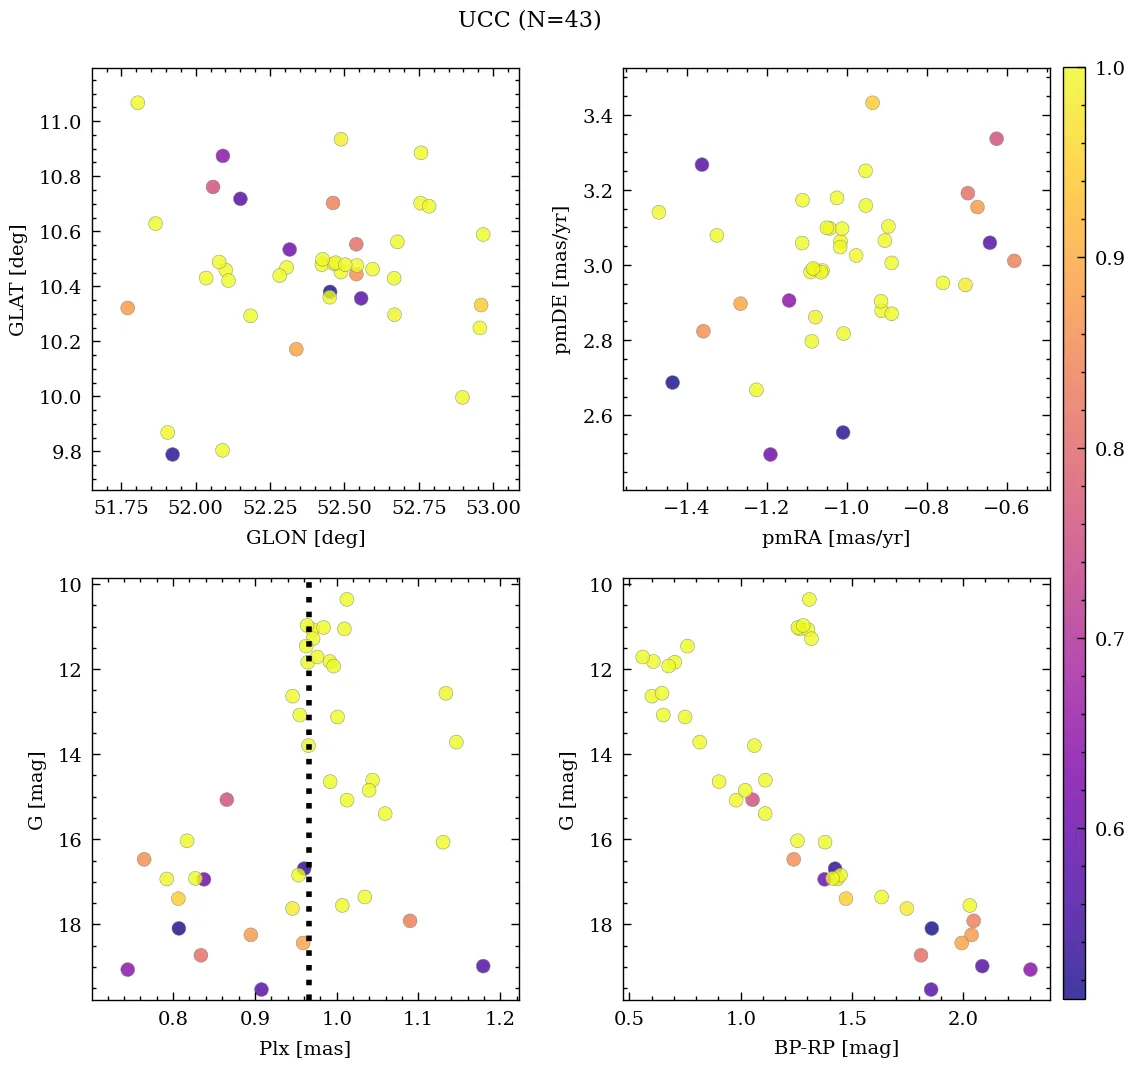 UCC (N=43)
11.0
10.8
10.6
10.4
10.2
10.0
9.8
GLAT [deg]
51.75 52.00 52.25 52.50 52.75 53.00
GLON [deg]
3.4
3.2
3.0
2.8
2.6
pmDE [mas/yr]
−1.4 −1.2 −1.0 −0.8 −0.6
pmRA [mas/yr]
10
12
14
16
18
G [mag]
0.8 0.9 1.0 1.1 1.2
Plx [mas]
10
12
14
16
18
G [mag]
0.5 1.0 1.5 2.0
BP-RP [mag]
1.0
0.9
0.8
0.7
0.6